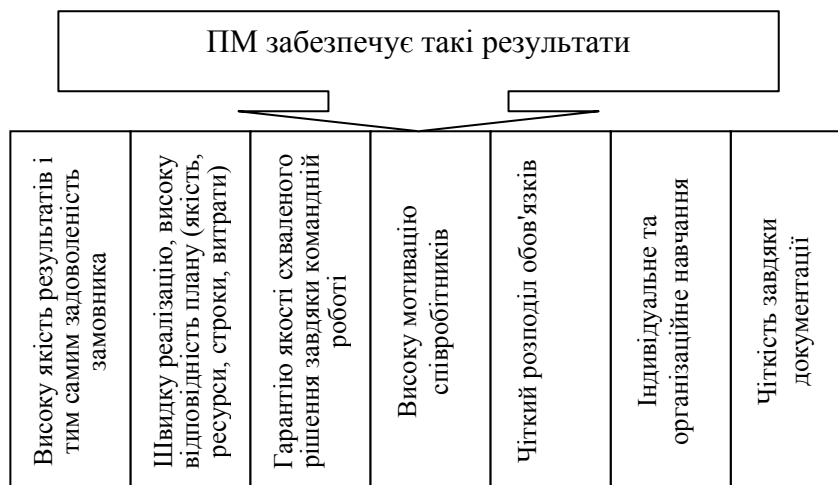 ПМ забезпечує такі результати
Високу якість результатів і
тим самим задоволеність
замовника
Швидку реалізацію, високу
відповідність плану (якість,
ресурси, строки, витрати)
Гарантію якості схваленого
рішення завдяки командній
роботі
Високу мотивацію
співробітників
Чіткий розподіл обов'язків
Індивідуальне та
організаційне навчання
Чіткість завдяки
документації